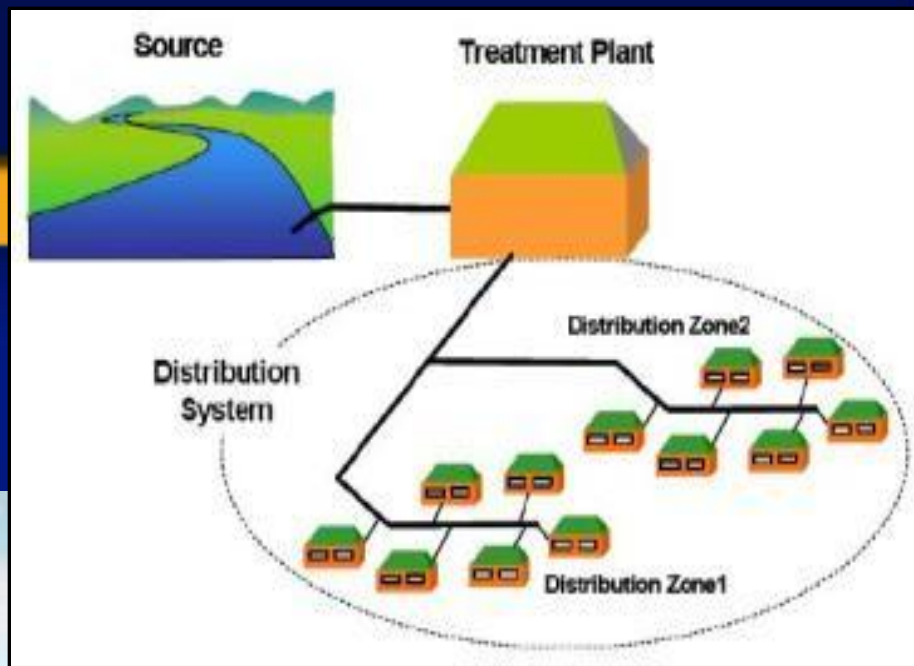 Source
Treatment Plant
Distribution Zone2
Distribution
System
Distribution Zone1